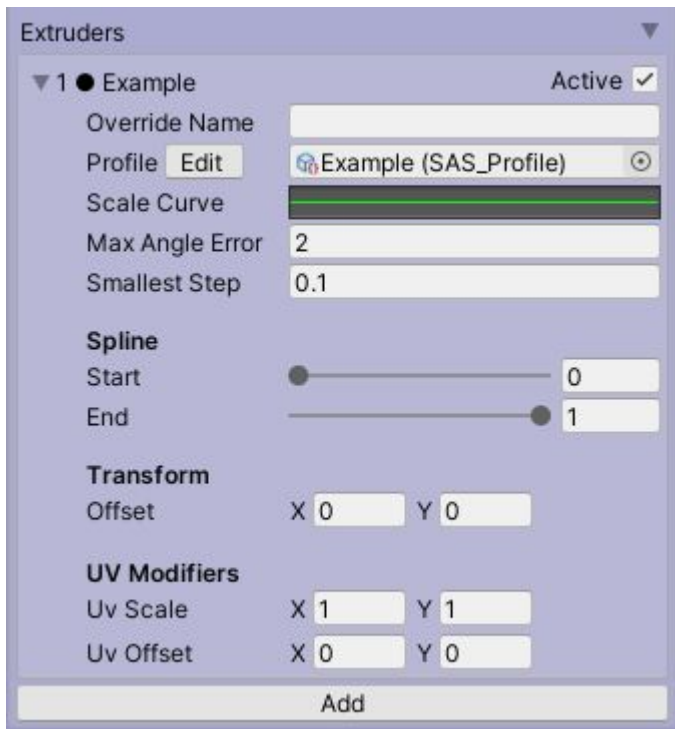 Extruders
1 Example Active
Override Name
Profile Edit Example (SAS_Profile)
Scale Curve
Max Angle Error 2
Smallest Step 0.1
Spline
Start 0
End 1
Transform
Offset X 0 Y 0
UV Modifiers
Uv Scale X 1 Y 1
Uv Offset X 0 Y 0
Add